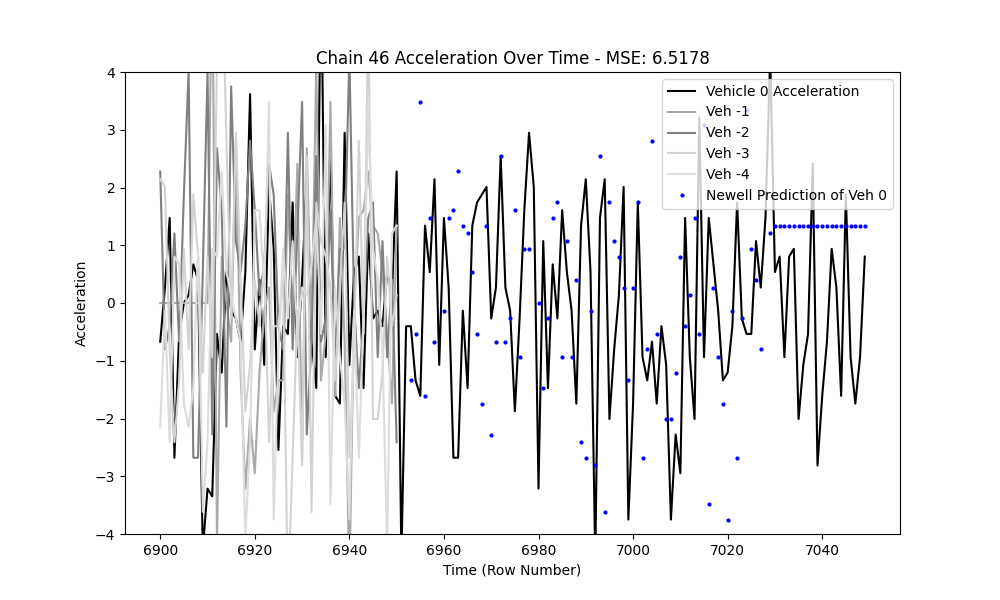 Chain 46 Acceleration Over Time - MSE: 6.5178
Acceleration
4
3
2
1
0
−1
−2
−3
−4
Vehicle 0 Acceleration
Veh -1
Veh -2
Veh -3
Veh -4
Newell Prediction of Veh 0
6900
6920
6940
6960
6980
7000
7020
7040
Time (Row Number)